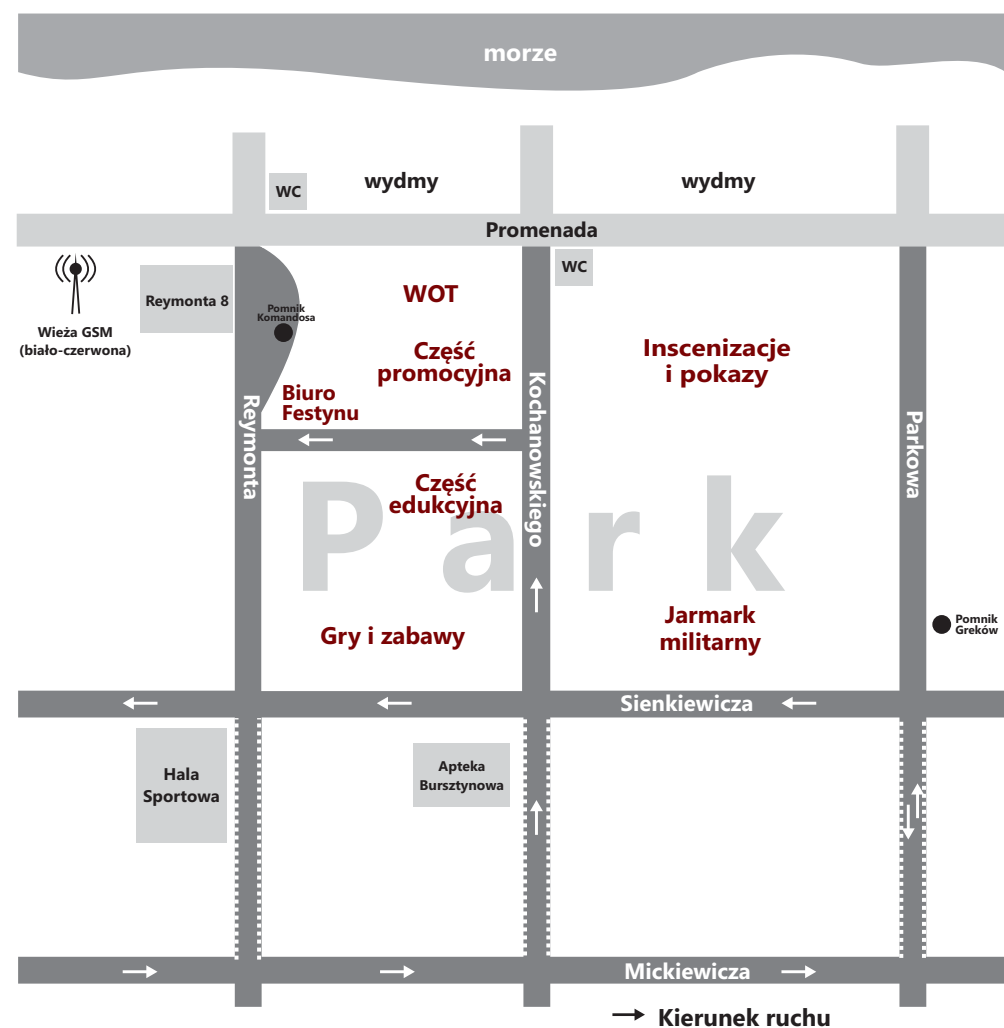 morze
wydmy
wydmy
WC
Promenada
WC
Wieża GSM
(biało-czerwona)
Reymonta 8
Pomnik
Komandosa
WOT
Część
promocyjna
Inscenizacje
i pokazy
Biuro
Festynu
Reymonta
Kochanowskiego
Parkowa
Część
edukcyjna
Park
Gry i zabawy
Jarmark
militarny
Pomnik
Greków
Sienkiewicza
Hala
Sportowa
Apteka
Bursztynowa
Mickiewicza
Kierunek ruchu